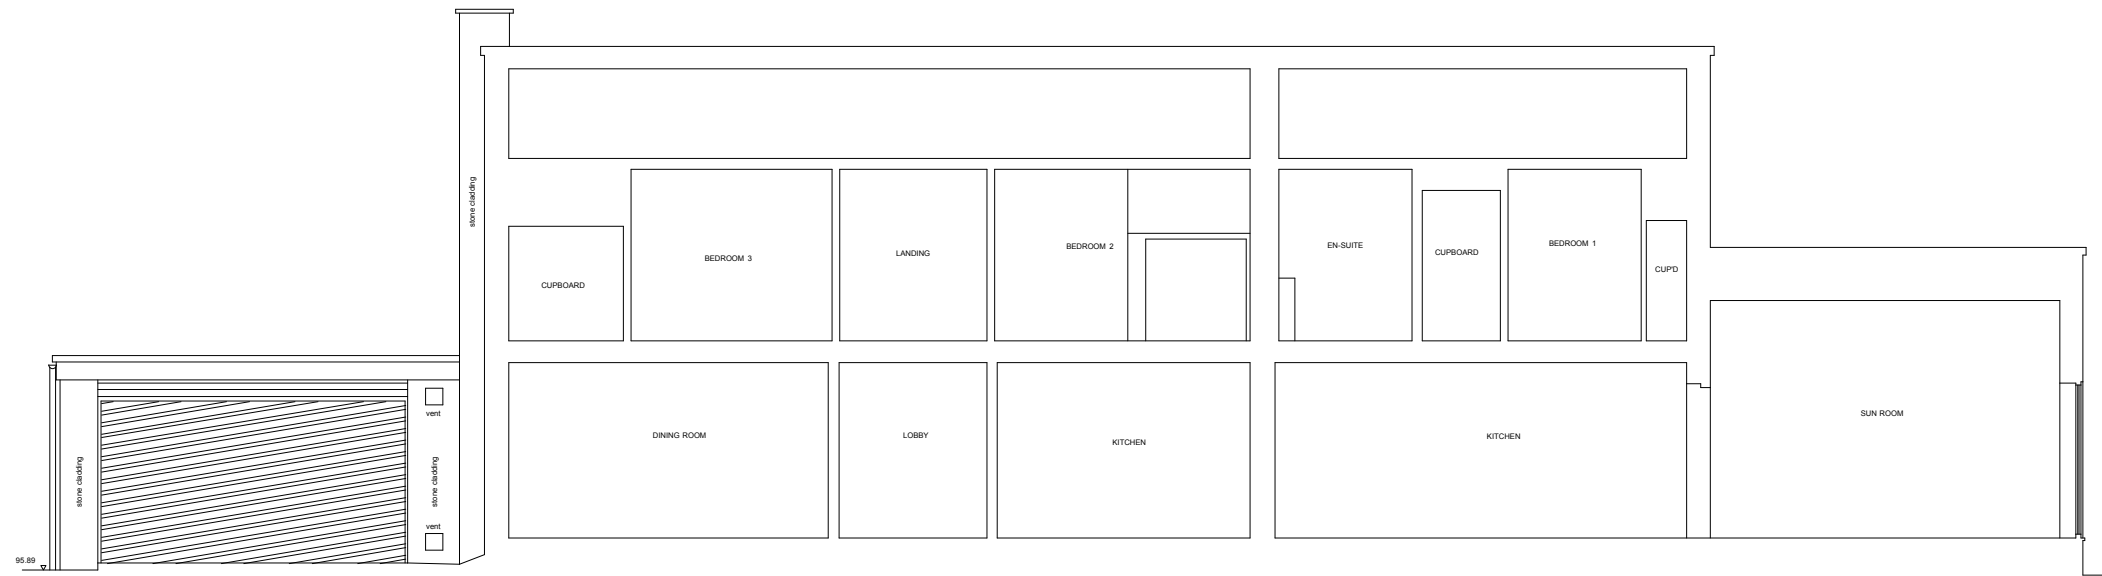 stone cladding
CUPBOARD
BEDROOM 3
LANDING
BEDROOM 2
EN-SUITE
CUPBOARD
BEDROOM 1
CUP'D
vent
stone cladding
stone cladding
vent
DINING ROOM
LOBBY
KITCHEN
KITCHEN
SUN ROOM
95.89